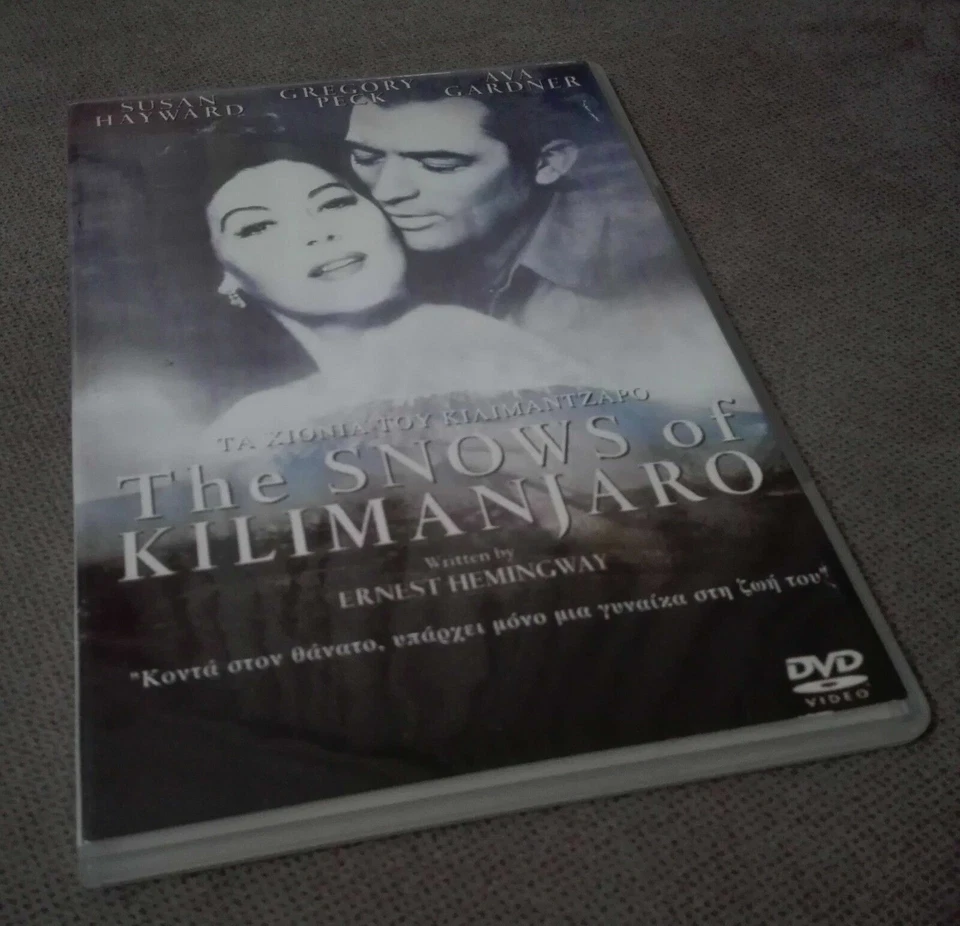 SUSAN HAYWARD
GREGORY PECK
AVA GARDNER
ΤΑ ΧΙΟΝΙΑ ΤΟΥ ΚΙΛΙΜΑΝΤΖΑΡΟ
The SNOWS of
KILIMANJARO
Written by
ERNEST HEMINGWAY
"Κοντά στον θάνατο, υπάρχει μόνο μια γυναίκα στη ζωή του"
DVD
VIDEO